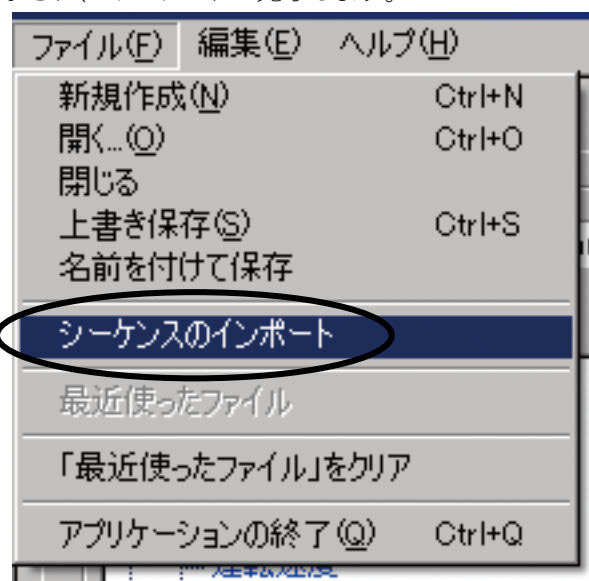 ファイル(F) 編集(E) ヘルプ(H)
新規作成(N) Ctrl+N
開く...(O) Ctrl+O
閉じる
上書き保存(S) Ctrl+S
名前を付けて保存
シーケンスのインポート
最近使ったファイル
「最近使ったファイル」をクリア
アプリケーションの終了(Q) Ctrl+Q